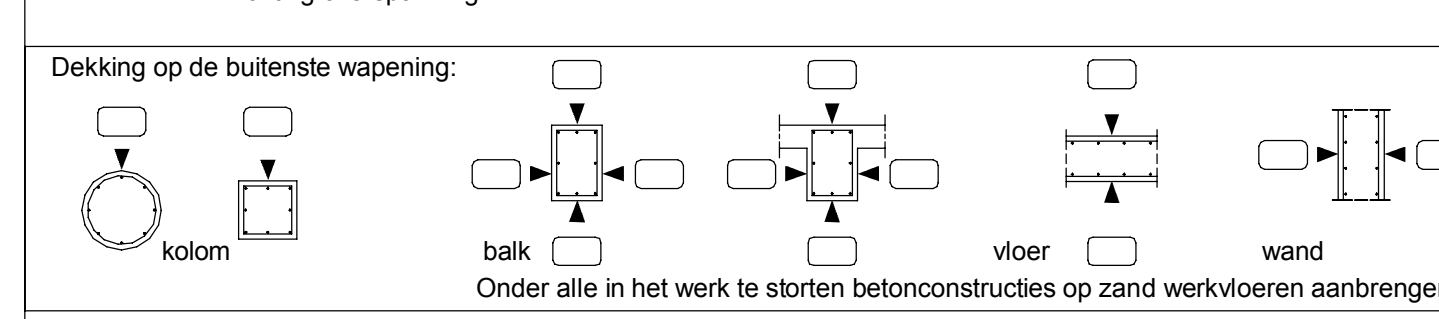 Dekking op de buitenste wapening:
kolom
balk
vloer
wand
Onder alle in het werk te storten betonconstructies op zand werkvloeren aanbrengen